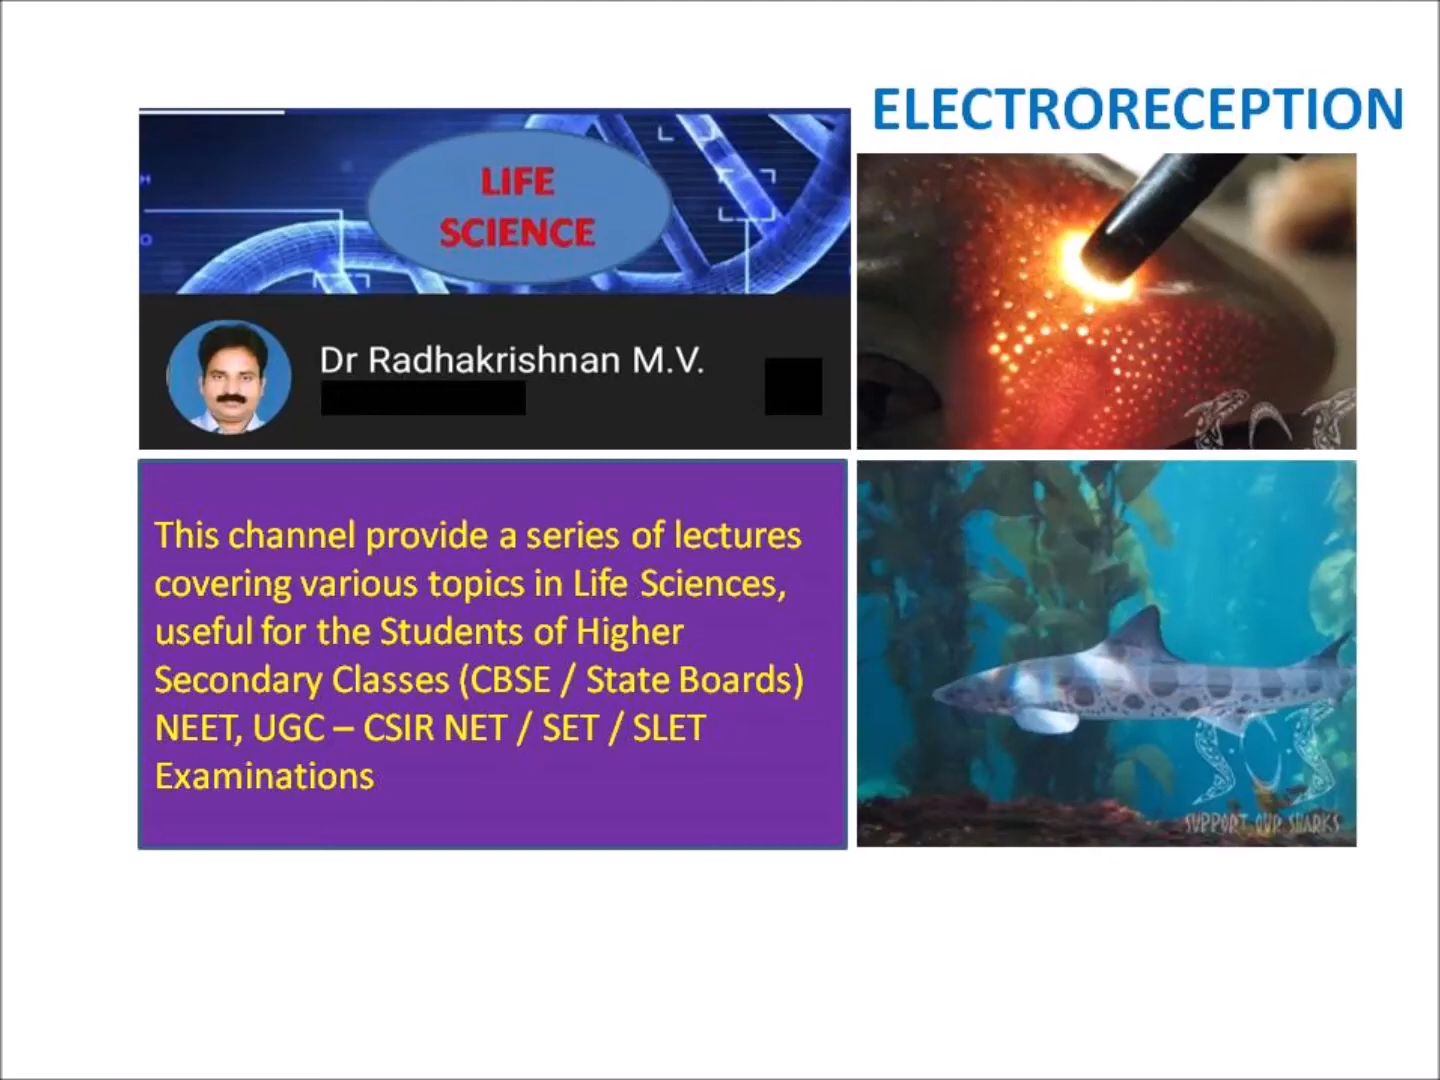 ELECTRORECEPTION
LIFE
SCIENCE
Dr Radhakrishnan M.V.
This channel provide a series of lectures
covering various topics in Life Sciences,
useful for the Students of Higher
Secondary Classes (CBSE / State Boards)
NEET, UGC – CSIR NET / SET / SLET
Examinations
SUPPORT OUR SHARKS